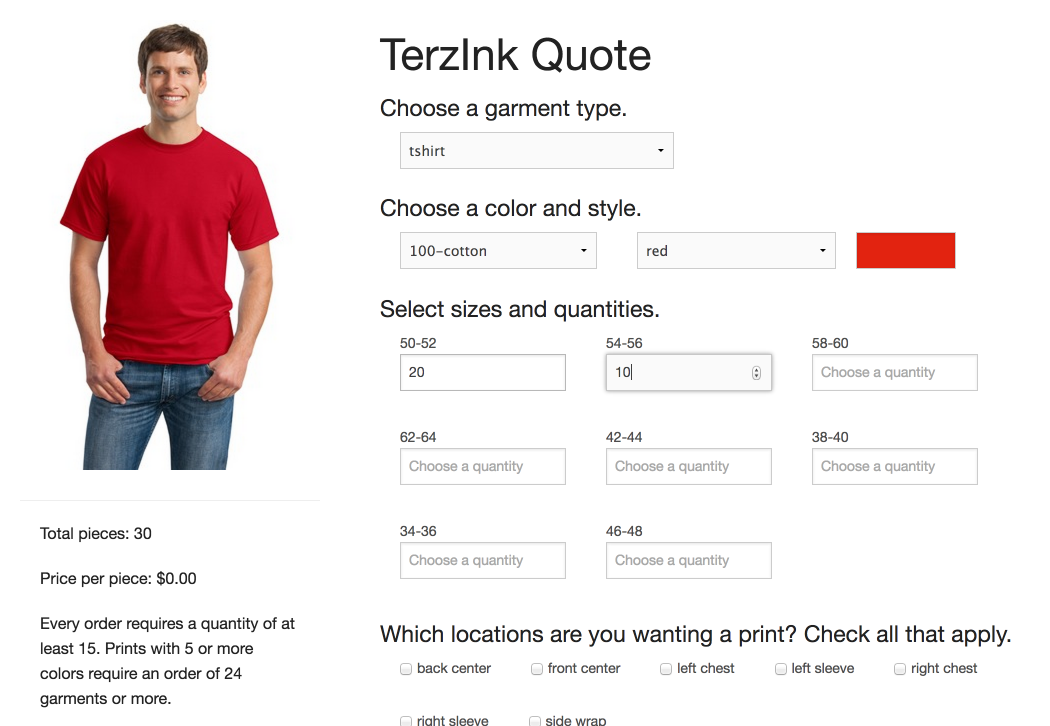 TerzInk Quote
Choose a garment type.
tshirt
Choose a color and style.
100-cotton
red
Select sizes and quantities.
50-52
54-56
58-60
20
10
Choose a quantity
62-64
42-44
38-40
Choose a quantity
Choose a quantity
Choose a quantity
34-36
46-48
Choose a quantity
Choose a quantity
Total pieces: 30
Price per piece: $0.00
Every order requires a quantity of at
least 15. Prints with 5 or more
colors require an order of 24
garments or more.
Which locations are you wanting a print? Check all that apply.
back center
front center
left chest
left sleeve
right chest
right sleeve
side wrap